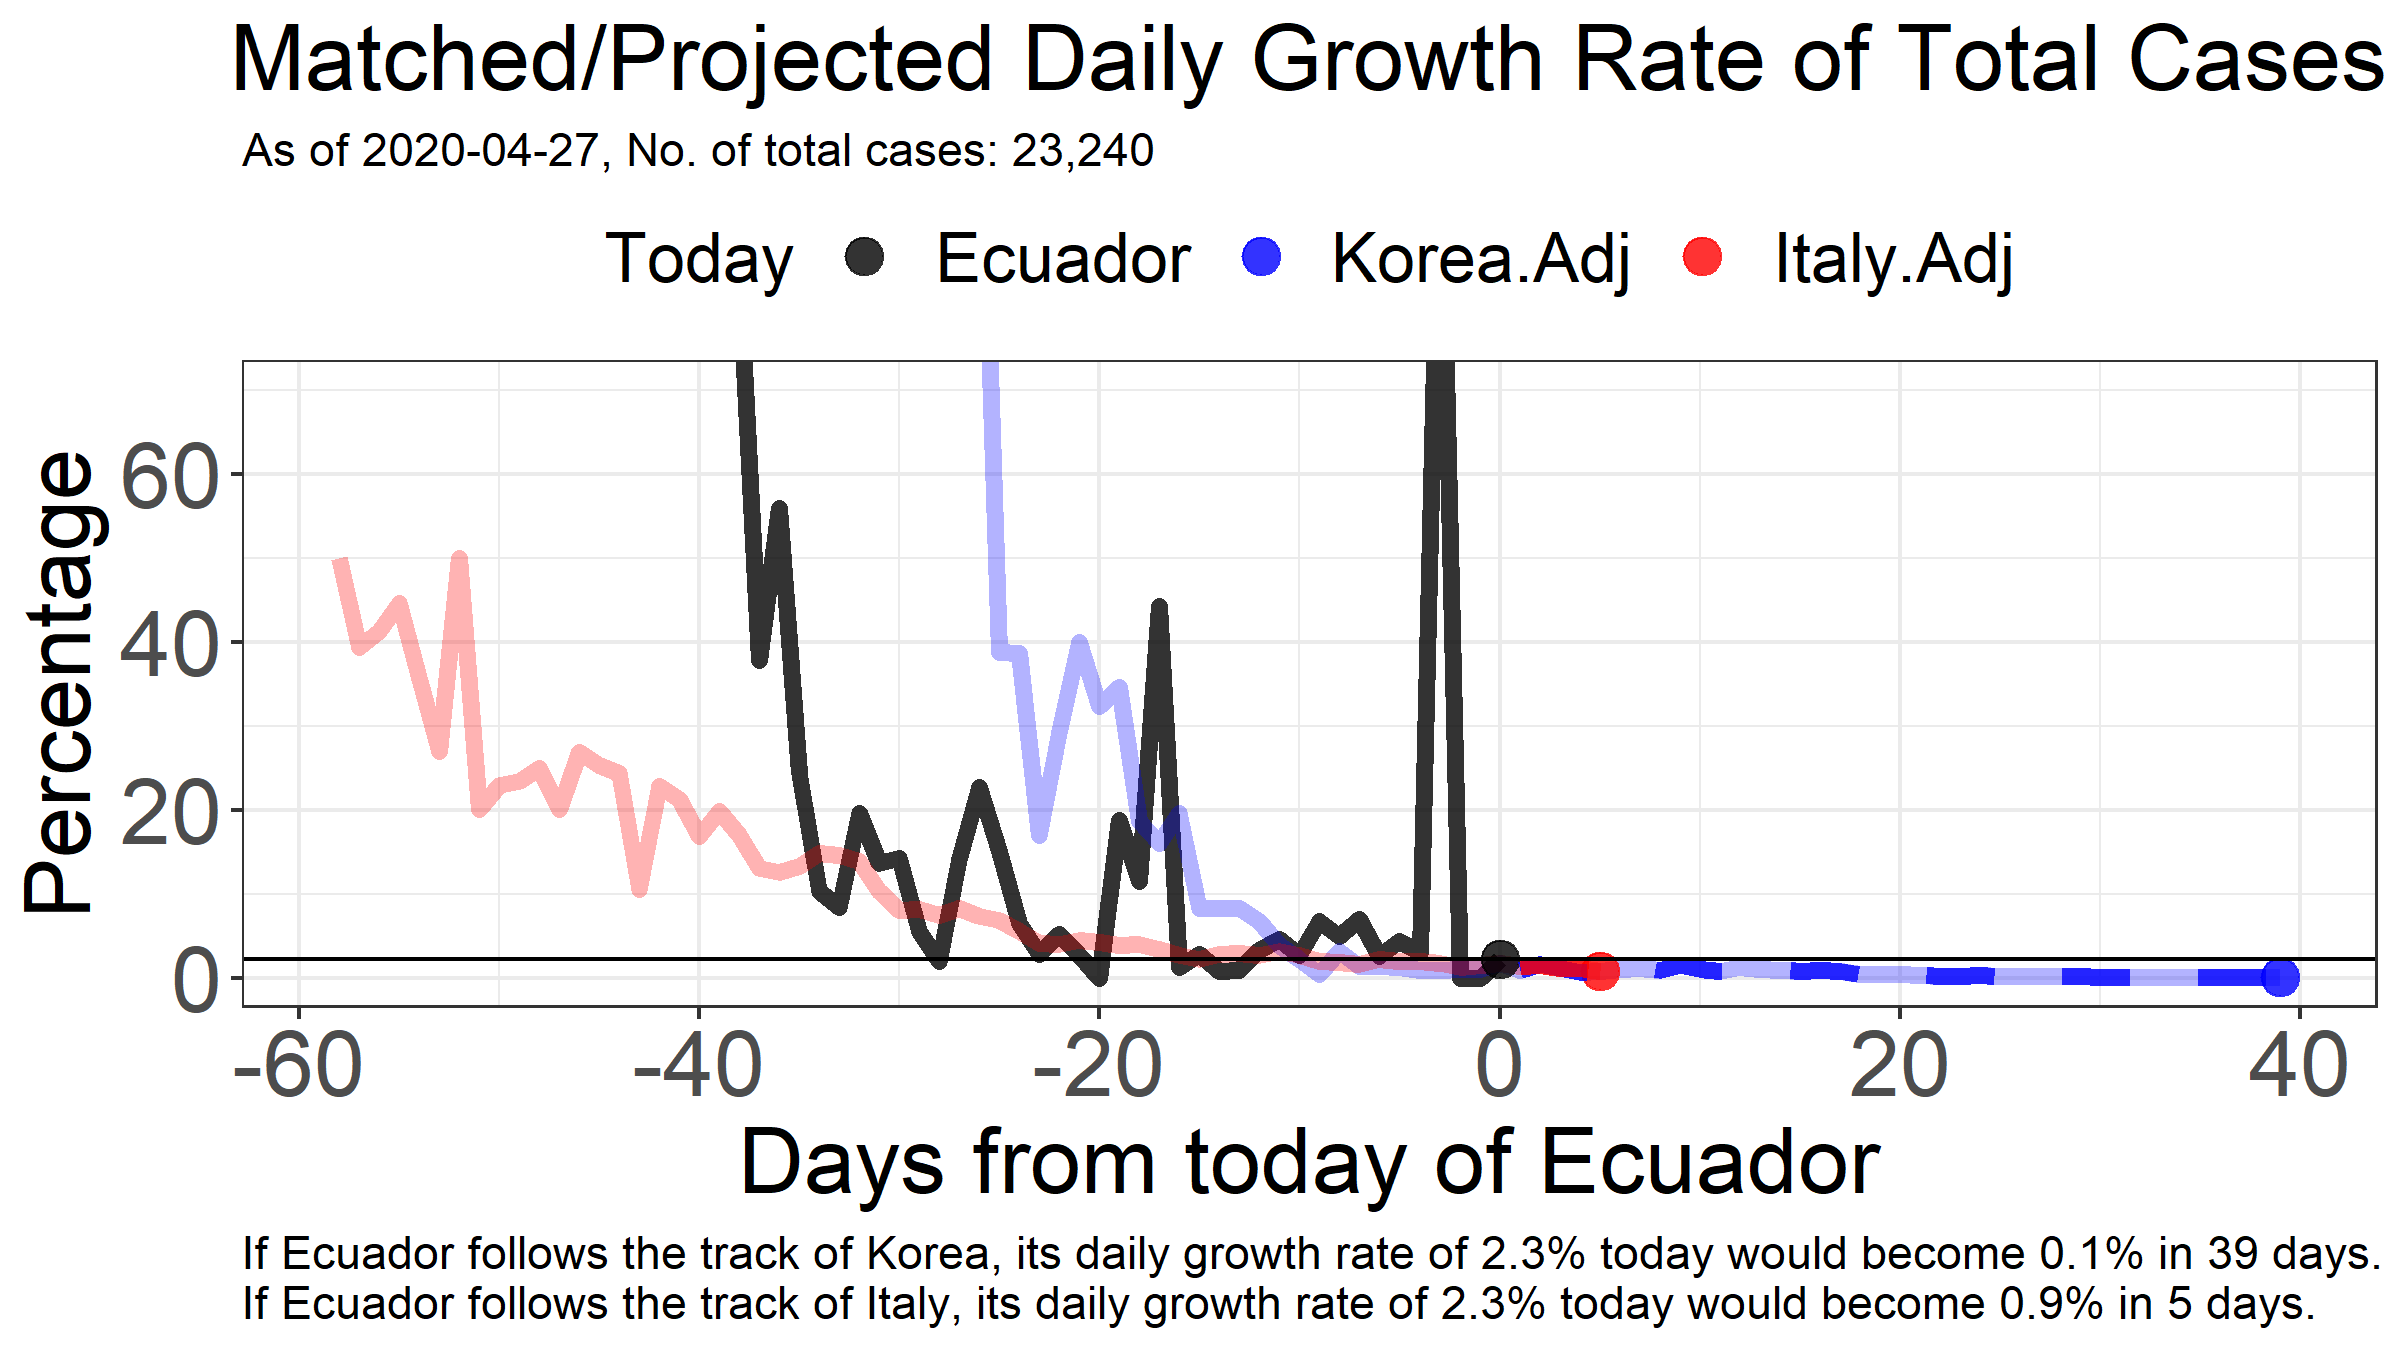 Matched/Projected Daily Growth Rate of Total Cases
As of 2020-04-27, No. of total cases: 23,240
Today Ecuador Korea.Adj Italy.Adj
Percentage
60
40
20
0
-60 -40 -20 0 20 40
Days from today of Ecuador
If Ecuador follows the track of Korea, its daily growth rate of 2.3% today would become 0.1% in 39 days.
If Ecuador follows the track of Italy, its daily growth rate of 2.3% today would become 0.9% in 5 days.